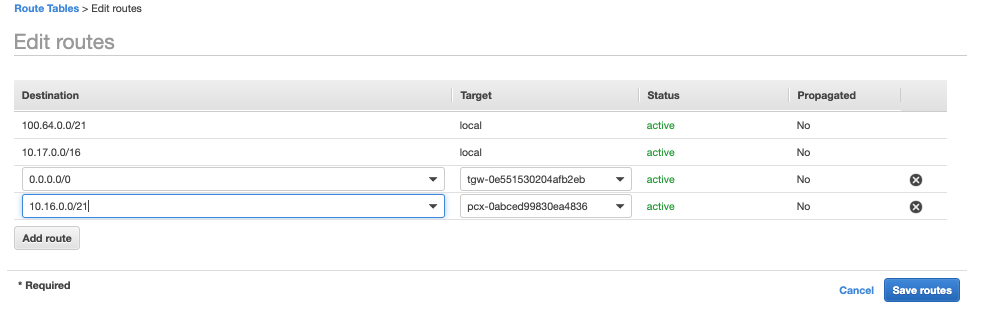 Route Tables > Edit routes
Edit routes
Destination Target Status Propagated
100.64.0.0/21 local active No
10.17.0.0/16 local active No
0.0.0.0/0 tgw-0e551530204afb2eb active No
10.16.0.0/21 pcx-0abced99830ea4836 active No
Add route
* Required
Cancel Save routes